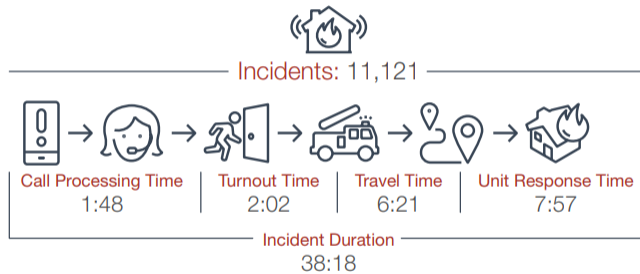 Incidents: 11,121
Call Processing Time
1:48
Turnout Time
2:02
Travel Time
6:21
Unit Response Time
7:57
Incident Duration
38:18